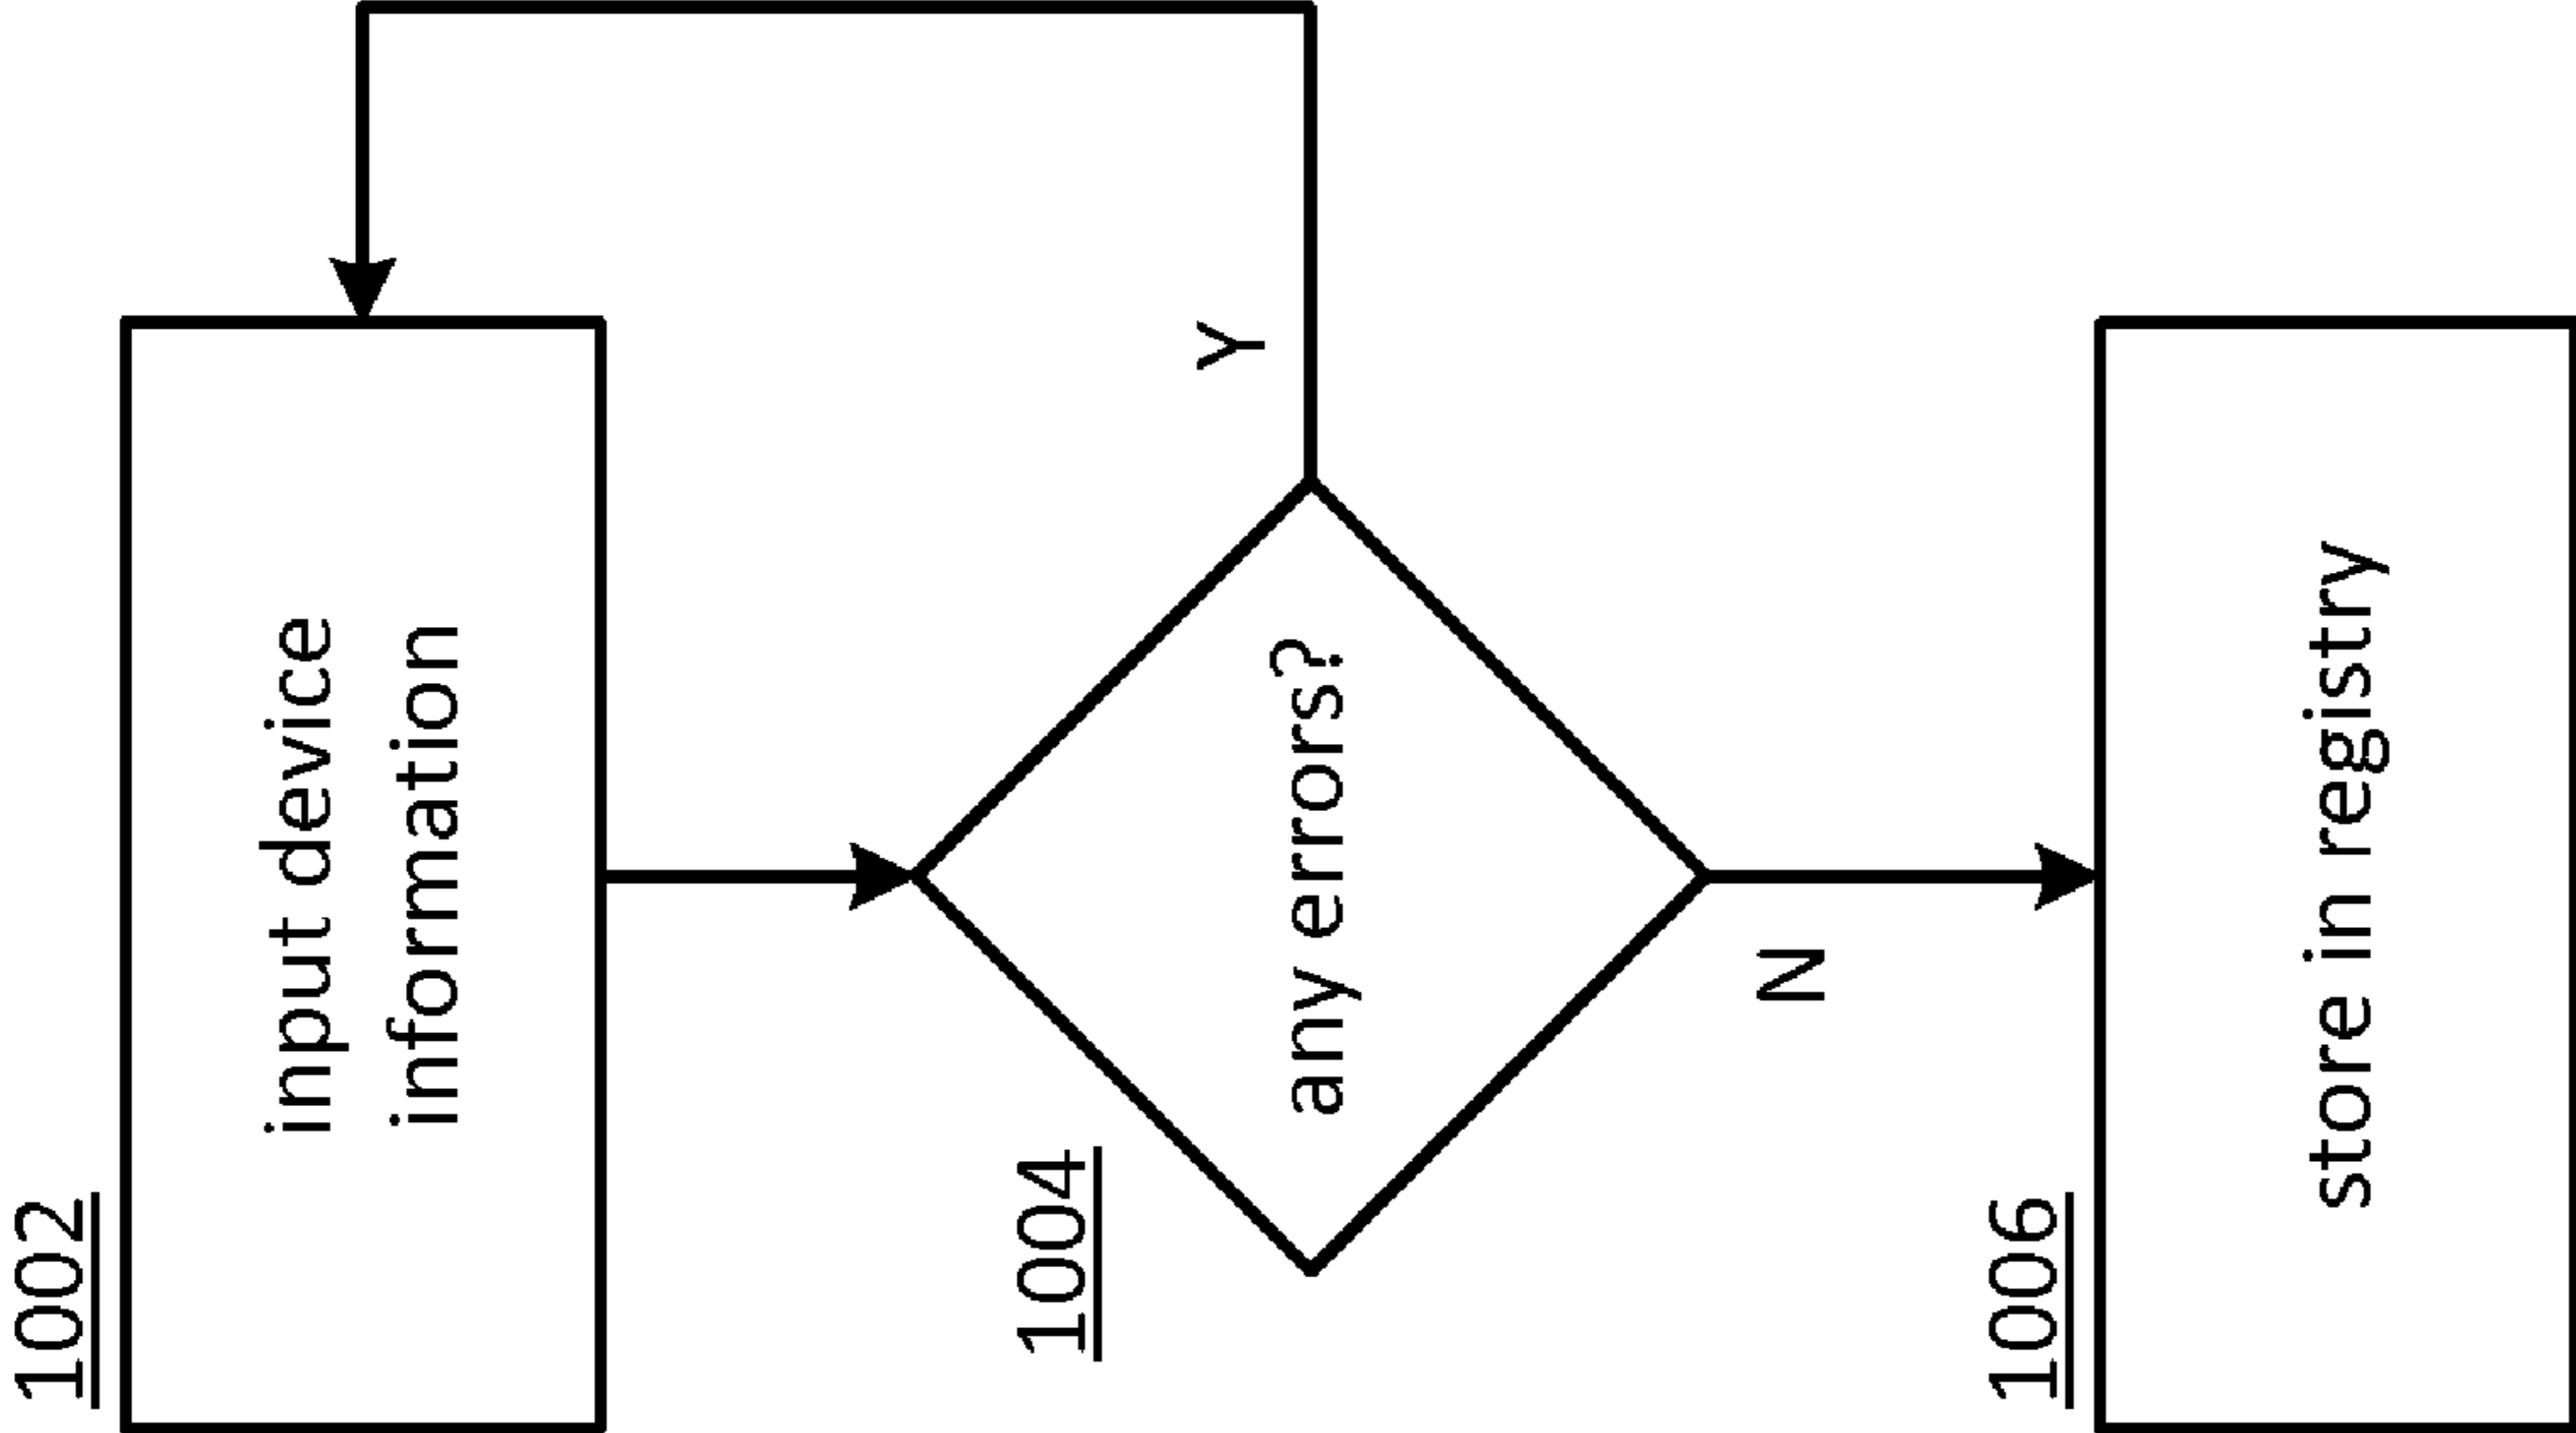 1002
input device
information
1004
any errors?
Y
N
1006
store in registry